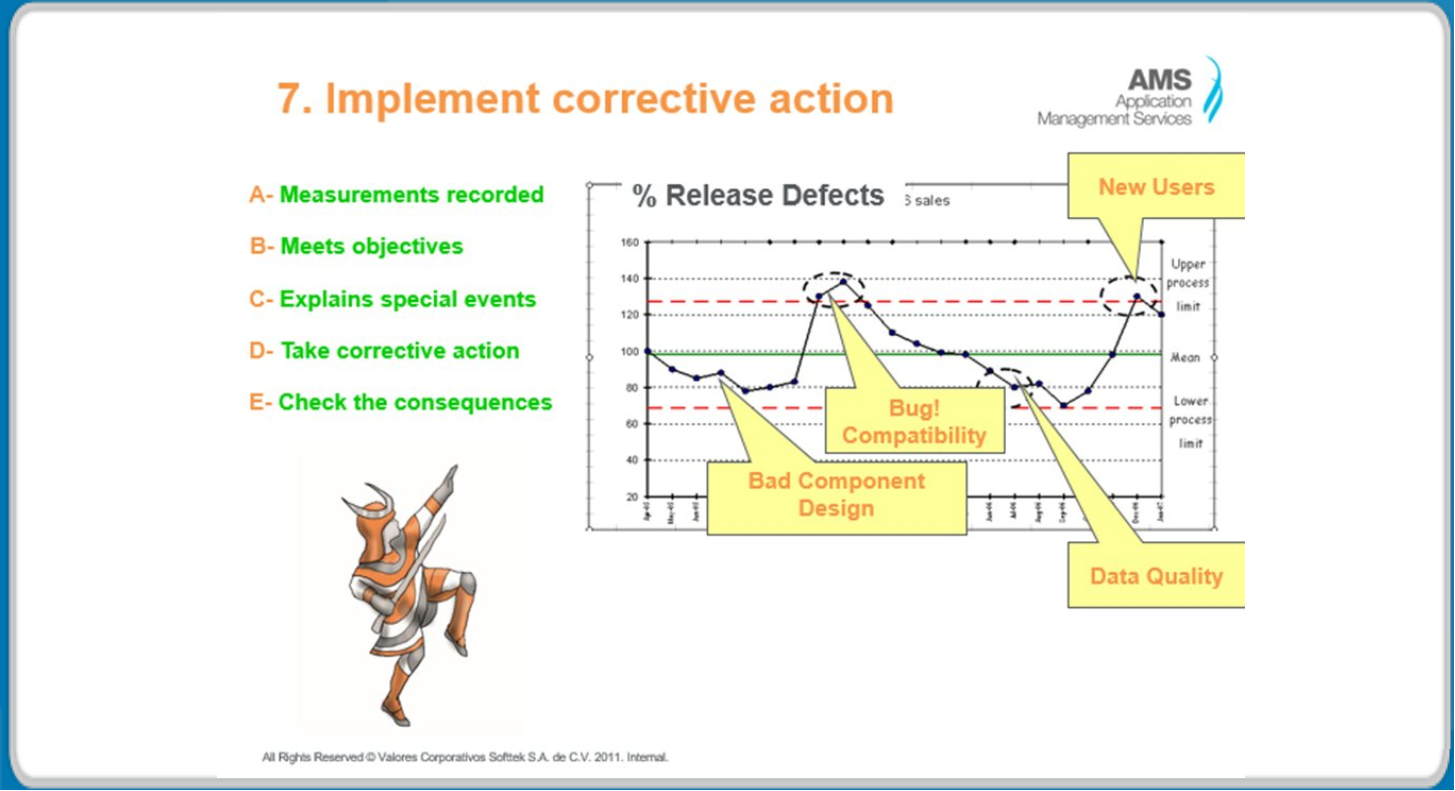 7. Implement corrective action
AMS
Application
Management Services
A- Measurements recorded
B- Meets objectives
C- Explains special events
D- Take corrective action
E- Check the consequences
% Release Defects
sales
New Users
160
140
120
100
80
60
40
20
Upper
process
limit
Mean
Lower
process
limit
Bug!
Compatibility
Bad Component
Design
Data Quality
All Rights Reserved © Valores Corporativos Softtek S.A. de C.V. 2011. Internal.